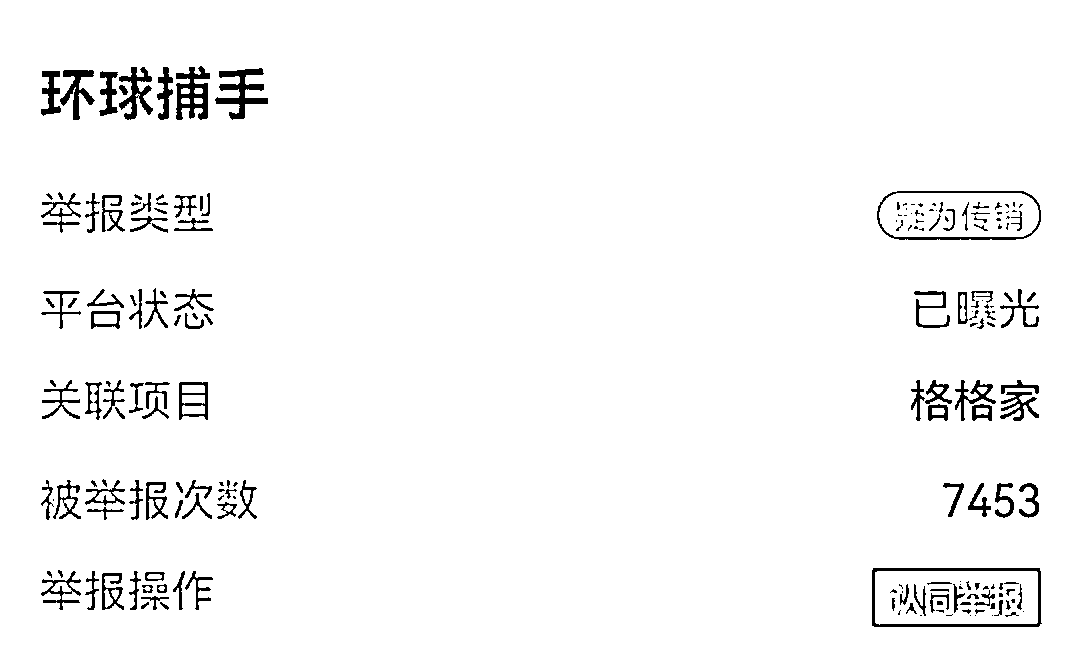 环球捕手
举报类型 疑为传销
平台状态 已曝光
关联项目 格格家
被举报次数 7453
举报操作 认同举报